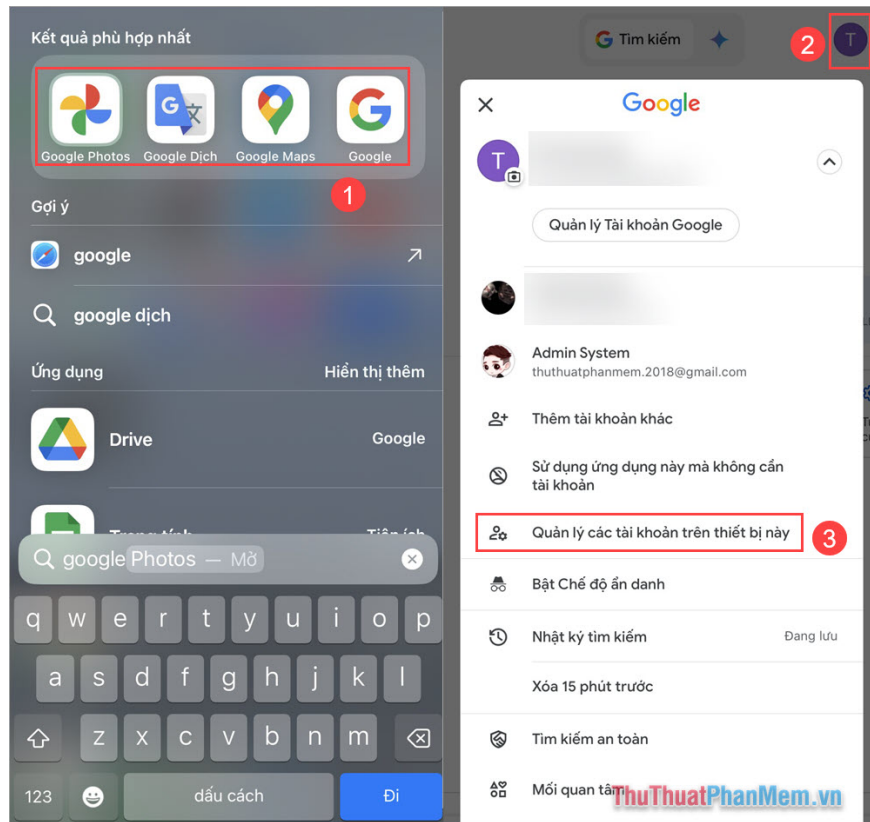 Kết quả phù hợp nhất
Google Photos Google Dịch Google Maps Google
1
Gợi ý
google
google dịch
Ứng dụng Hiển thị thêm
Drive Google
Trang tính Tiện ích
google Photos — Mở
q w e r t y u i o p
a s d f g h j k l
z x c v b n m
123 dấu cách Đi
Tìm kiếm
2
T
Google
T
Quản lý Tài khoản Google
Admin System
thuthuatphanmem.2018@gmail.com
Thêm tài khoản khác
Sử dụng ứng dụng này mà không cần
tài khoản
Quản lý các tài khoản trên thiết bị này
3
Bật Chế độ ẩn danh
Nhật ký tìm kiếm Đang lưu
Xóa 15 phút trước
Tìm kiếm an toàn
Mối quan tâm
ThuThuatPhanMem.vn